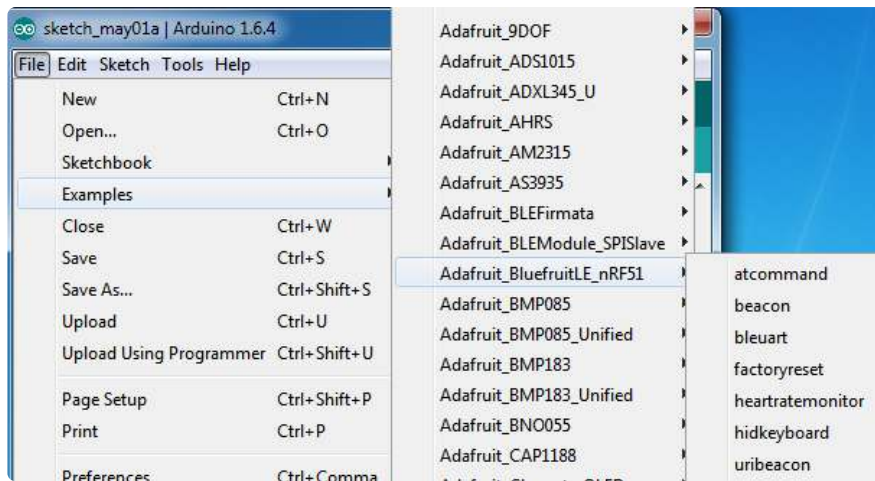 sketch_may01a | Arduino 1.6.4
File Edit Sketch Tools Help
New Ctrl+N
Open... Ctrl+O
Sketchbook
Examples
Close Ctrl+W
Save Ctrl+S
Save As... Ctrl+Shift+S
Upload Ctrl+U
Upload Using Programmer Ctrl+Shift+U
Page Setup Ctrl+Shift+P
Print Ctrl+P
Preferences Ctrl+Comma
Adafruit_9DOF
Adafruit_ADS1015
Adafruit_ADXL345_U
Adafruit_AHRS
Adafruit_AM2315
Adafruit_AS3935
Adafruit_BLEFirmata
Adafruit_BLEModule_SPISlave
Adafruit_BluefruitLE_nRF51
Adafruit_BMP085
Adafruit_BMP085_Unified
Adafruit_BMP183
Adafruit_BMP183_Unified
Adafruit_BNO055
Adafruit_CAP1188
atcommand
beacon
bleuart
factoryreset
heartratemonitor
hidkeyboard
uribeacon